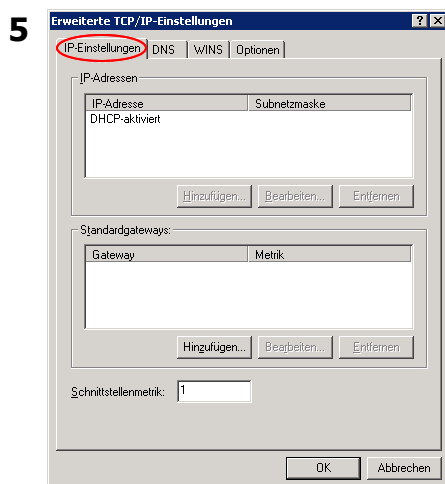 5
Erweiterte TCP/IP-Einstellungen
IP-Einstellungen DNS WINS Optionen
IP-Adressen
IP-Adresse Subnetzmaske
DHCP-aktiviert
Hinzufügen... Bearbeiten... Entfernen
Standardgateways:
Gateway Metrik
Hinzufügen... Bearbeiten... Entfernen
Schnittstellenmetrik: 1
OK Abbrechen